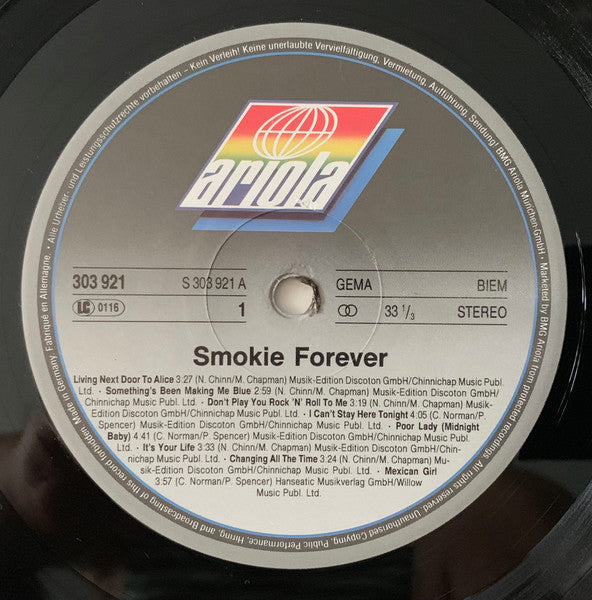 Alle Urheber- und Leistungsschutzrechte vorbehalten - Kein Verleih! Keine unerlaubte Vervielfältigung, Vermietung, Aufführung, Sendung! BMG Ariola München GmbH · Marketed by BMG Ariola
ariola
303 921 S 303 921 A GEMA BIEM
LC 0116 1 33 1/3 STEREO
Smokie Forever
Living Next Door To Alice 3:27 (N. Chinn/M. Chapman) Musik-Edition Discoton GmbH/Chinnichap Music Publ.
Ltd. · Something's Been Making Me Blue 2:59 (N. Chinn/M. Chapman) Musik-Edition Discoton GmbH/
Chinnichap Music Publ. Ltd. · Don't Play You Rock 'N' Roll To Me 3:19 (N. Chinn/M. Chapman) Musik-
Edition Discoton GmbH/Chinnichap Music Publ. Ltd. · I Can't Stay Here Tonight 4:05 (C. Norman/P.
Spencer) Musik-Edition Discoton GmbH/Chinnichap Music Publ. Ltd. · Poor Lady (Midnight
Baby) 4:41 (C. Norman/P. Spencer) Musik-Edition Discoton GmbH/Chinnichap Music Publ.
Ltd. · It's Your Life 3:33 (N. Chinn/M. Chapman) Musik-Edition Discoton GmbH/Chin-
nichap Music Publ. Ltd. · Changing All The Time 3:24 (N. Chinn/M. Chapman) Mu-
sik-Edition Discoton GmbH/Chinnichap Music Publ. Ltd. · Mexican Girl
3:57 (C. Norman/P. Spencer) Hanseatic Musikverlag GmbH/Willow
Music Publ. Ltd.
All rights reserved. Unauthorised Copying, Public Performance, Hiring, and Broadcasting of this record forbidden · Made in Germany. Fabriqué en Allemagne. ·